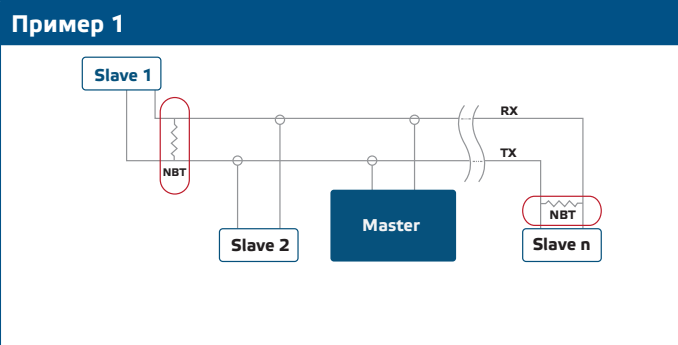 Пример 1
Slave 1
RX
TX
NBT
NBT
Master
Slave 2
Slave n